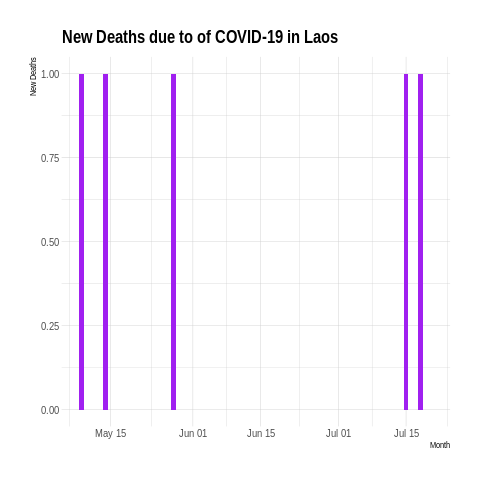 New Deaths due to of COVID-19 in Laos
New Deaths
1.00
0.75
0.50
0.25
0.00
May 15
Jun 01
Jun 15
Jul 01
Jul 15
Month